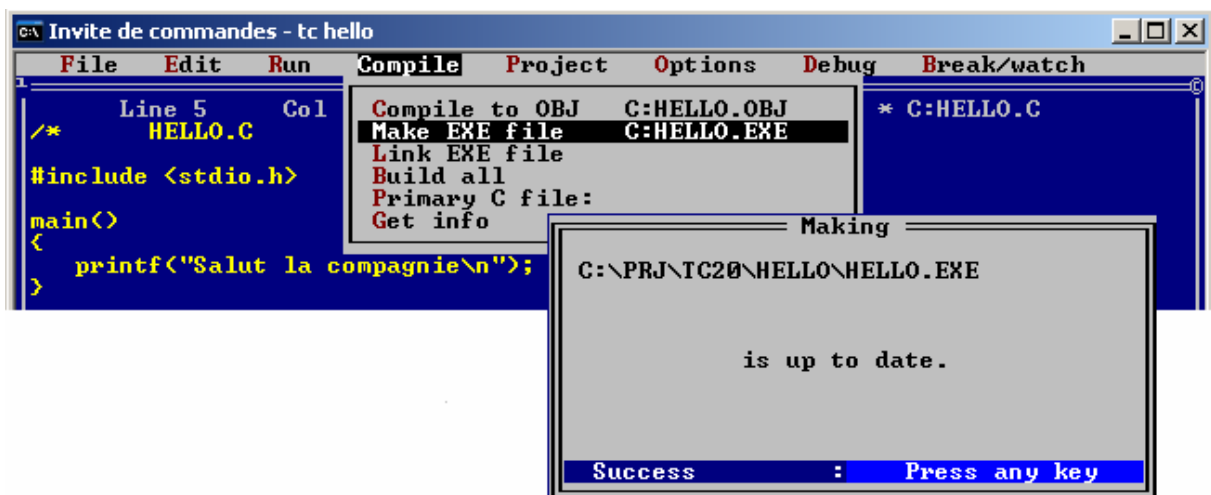 Invite de commandes - tc hello
File Edit Run Compile Project Options Debug Break/watch
Line 5 Col * C:HELLO.C
/* HELLO.C
#include <stdio.h>
main()
{
printf("Salut la compagnie\n");
}
Compile to OBJ C:HELLO.OBJ
Make EXE file C:HELLO.EXE
Link EXE file
Build all
Primary C file:
Get info
Making
C:\PRJ\TC20\HELLO\HELLO.EXE
is up to date.
Success : Press any key